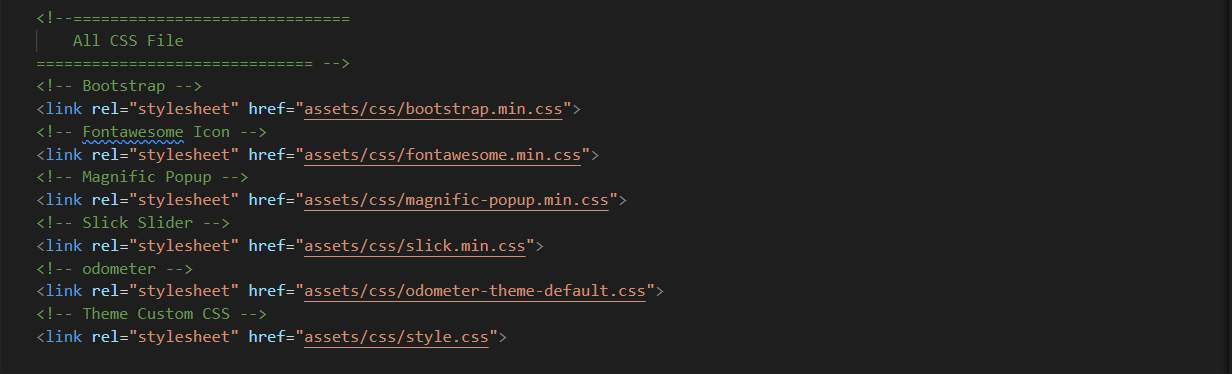 <!--==============================
    All CSS File
============================== -->
<!-- Bootstrap -->
<link rel="stylesheet" href="assets/css/bootstrap.min.css">
<!-- Fontawesome Icon -->
<link rel="stylesheet" href="assets/css/fontawesome.min.css">
<!-- Magnific Popup -->
<link rel="stylesheet" href="assets/css/magnific-popup.min.css">
<!-- Slick Slider -->
<link rel="stylesheet" href="assets/css/slick.min.css">
<!-- odometer -->
<link rel="stylesheet" href="assets/css/odometer-theme-default.css">
<!-- Theme Custom CSS -->
<link rel="stylesheet" href="assets/css/style.css">